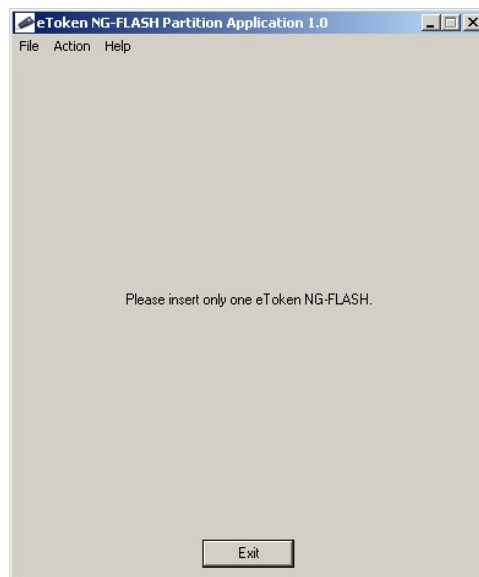 eToken NG-FLASH Partition Application 1.0
File Action Help
Please insert only one eToken NG-FLASH.
Exit